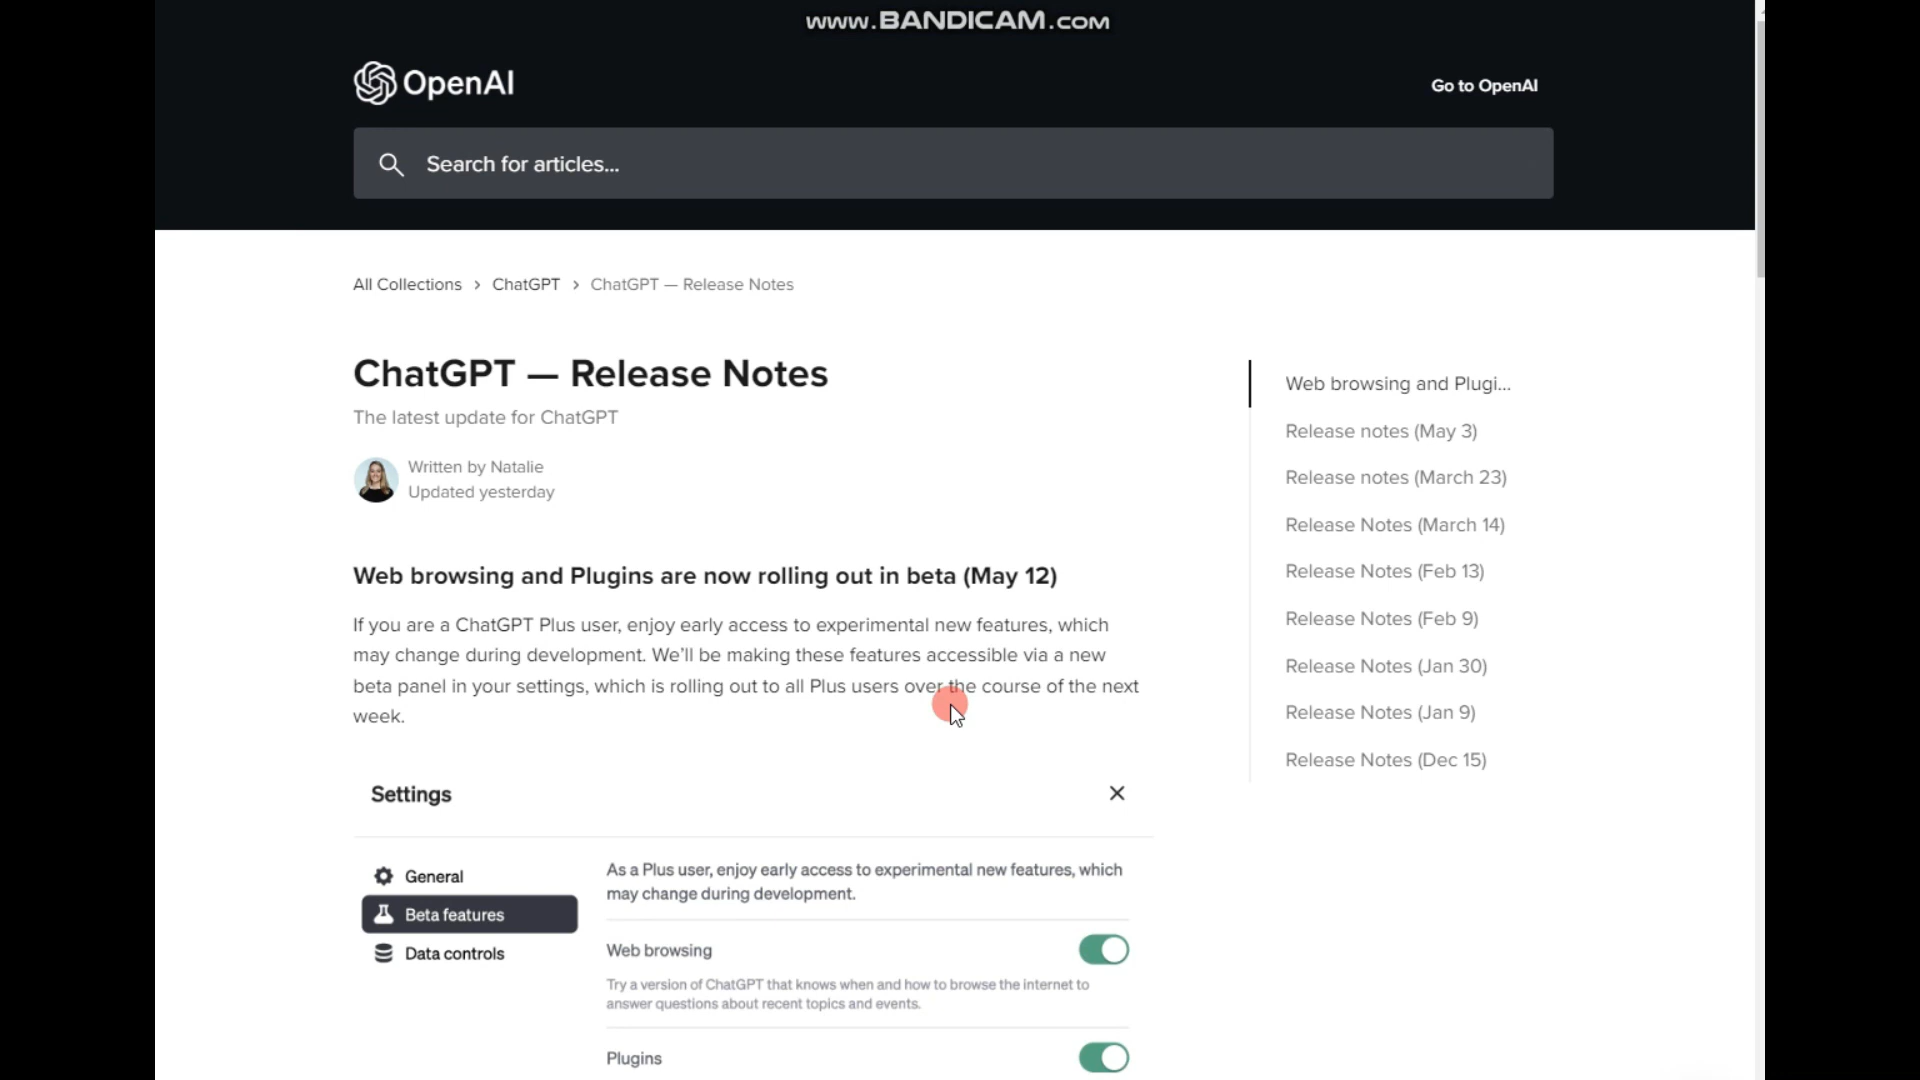 www.BANDICAM.com
OpenAI
Go to OpenAI
Search for articles...
All Collections > ChatGPT > ChatGPT — Release Notes
ChatGPT — Release Notes
The latest update for ChatGPT
Written by Natalie
Updated yesterday
Web browsing and Plugins are now rolling out in beta (May 12)
If you are a ChatGPT Plus user, enjoy early access to experimental new features, which
may change during development. We'll be making these features accessible via a new
beta panel in your settings, which is rolling out to all Plus users over the course of the next
week.
Settings
General
Beta features
Data controls
As a Plus user, enjoy early access to experimental new features, which
may change during development.
Web browsing
Try a version of ChatGPT that knows when and how to browse the internet to
answer questions about recent topics and events.
Plugins
Web browsing and Plugi...
Release notes (May 3)
Release notes (March 23)
Release Notes (March 14)
Release Notes (Feb 13)
Release Notes (Feb 9)
Release Notes (Jan 30)
Release Notes (Jan 9)
Release Notes (Dec 15)